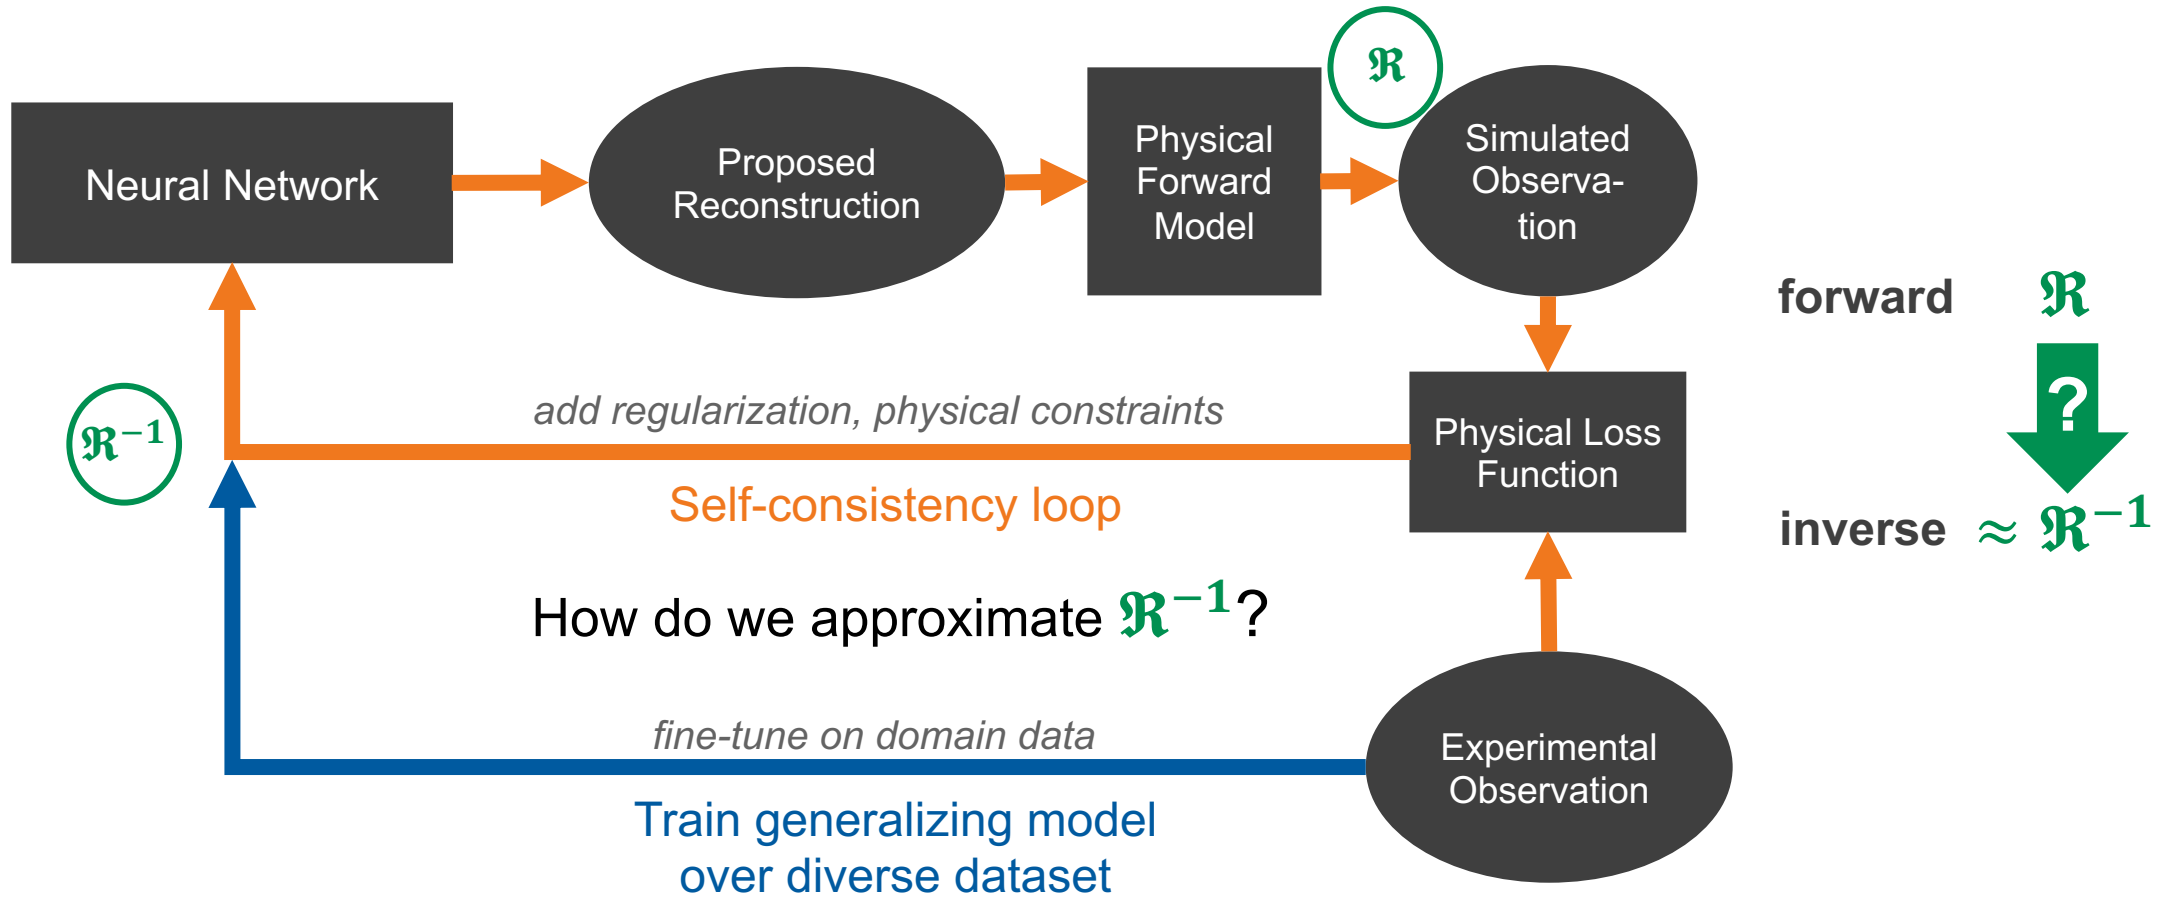 Neural Network
Proposed
Reconstruction
Physical
Forward
Model
ℜ
Simulated
Observa-
tion
forward ℜ
?
inverse ≈ ℜ⁻¹
ℜ⁻¹
add regularization, physical constraints
Self-consistency loop
Physical Loss
Function
How do we approximate ℜ⁻¹?
fine-tune on domain data
Train generalizing model
over diverse dataset
Experimental
Observation